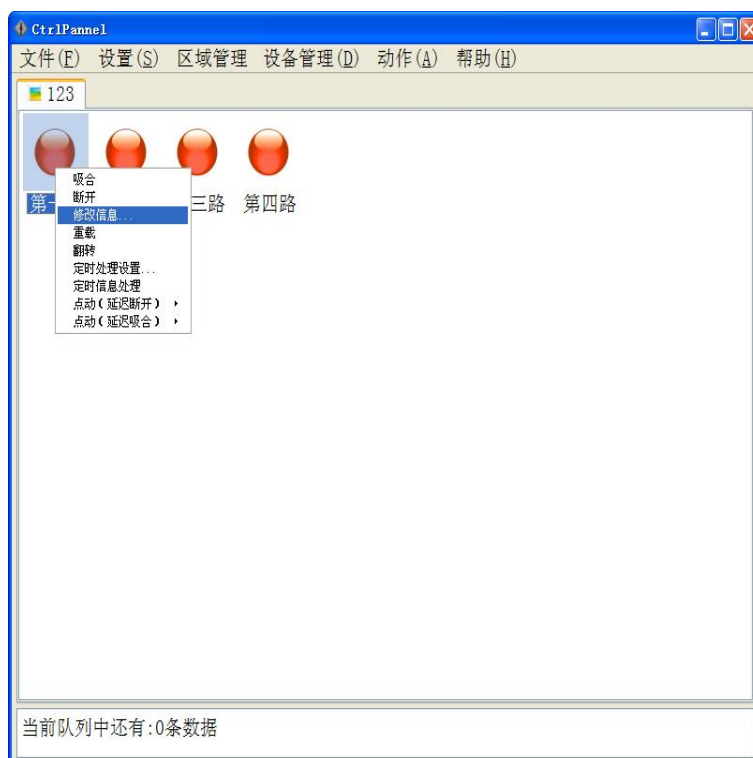 CtrlPannel
文件(F) 设置(S) 区域管理 设备管理(D) 动作(A) 帮助(H)
123
第 三路 第四路
吸合
断开
修改信息...
重载
翻转
定时处理设置...
定时信息处理
点动(延迟断开)
点动(延迟吸合)
当前队列中还有:0条数据